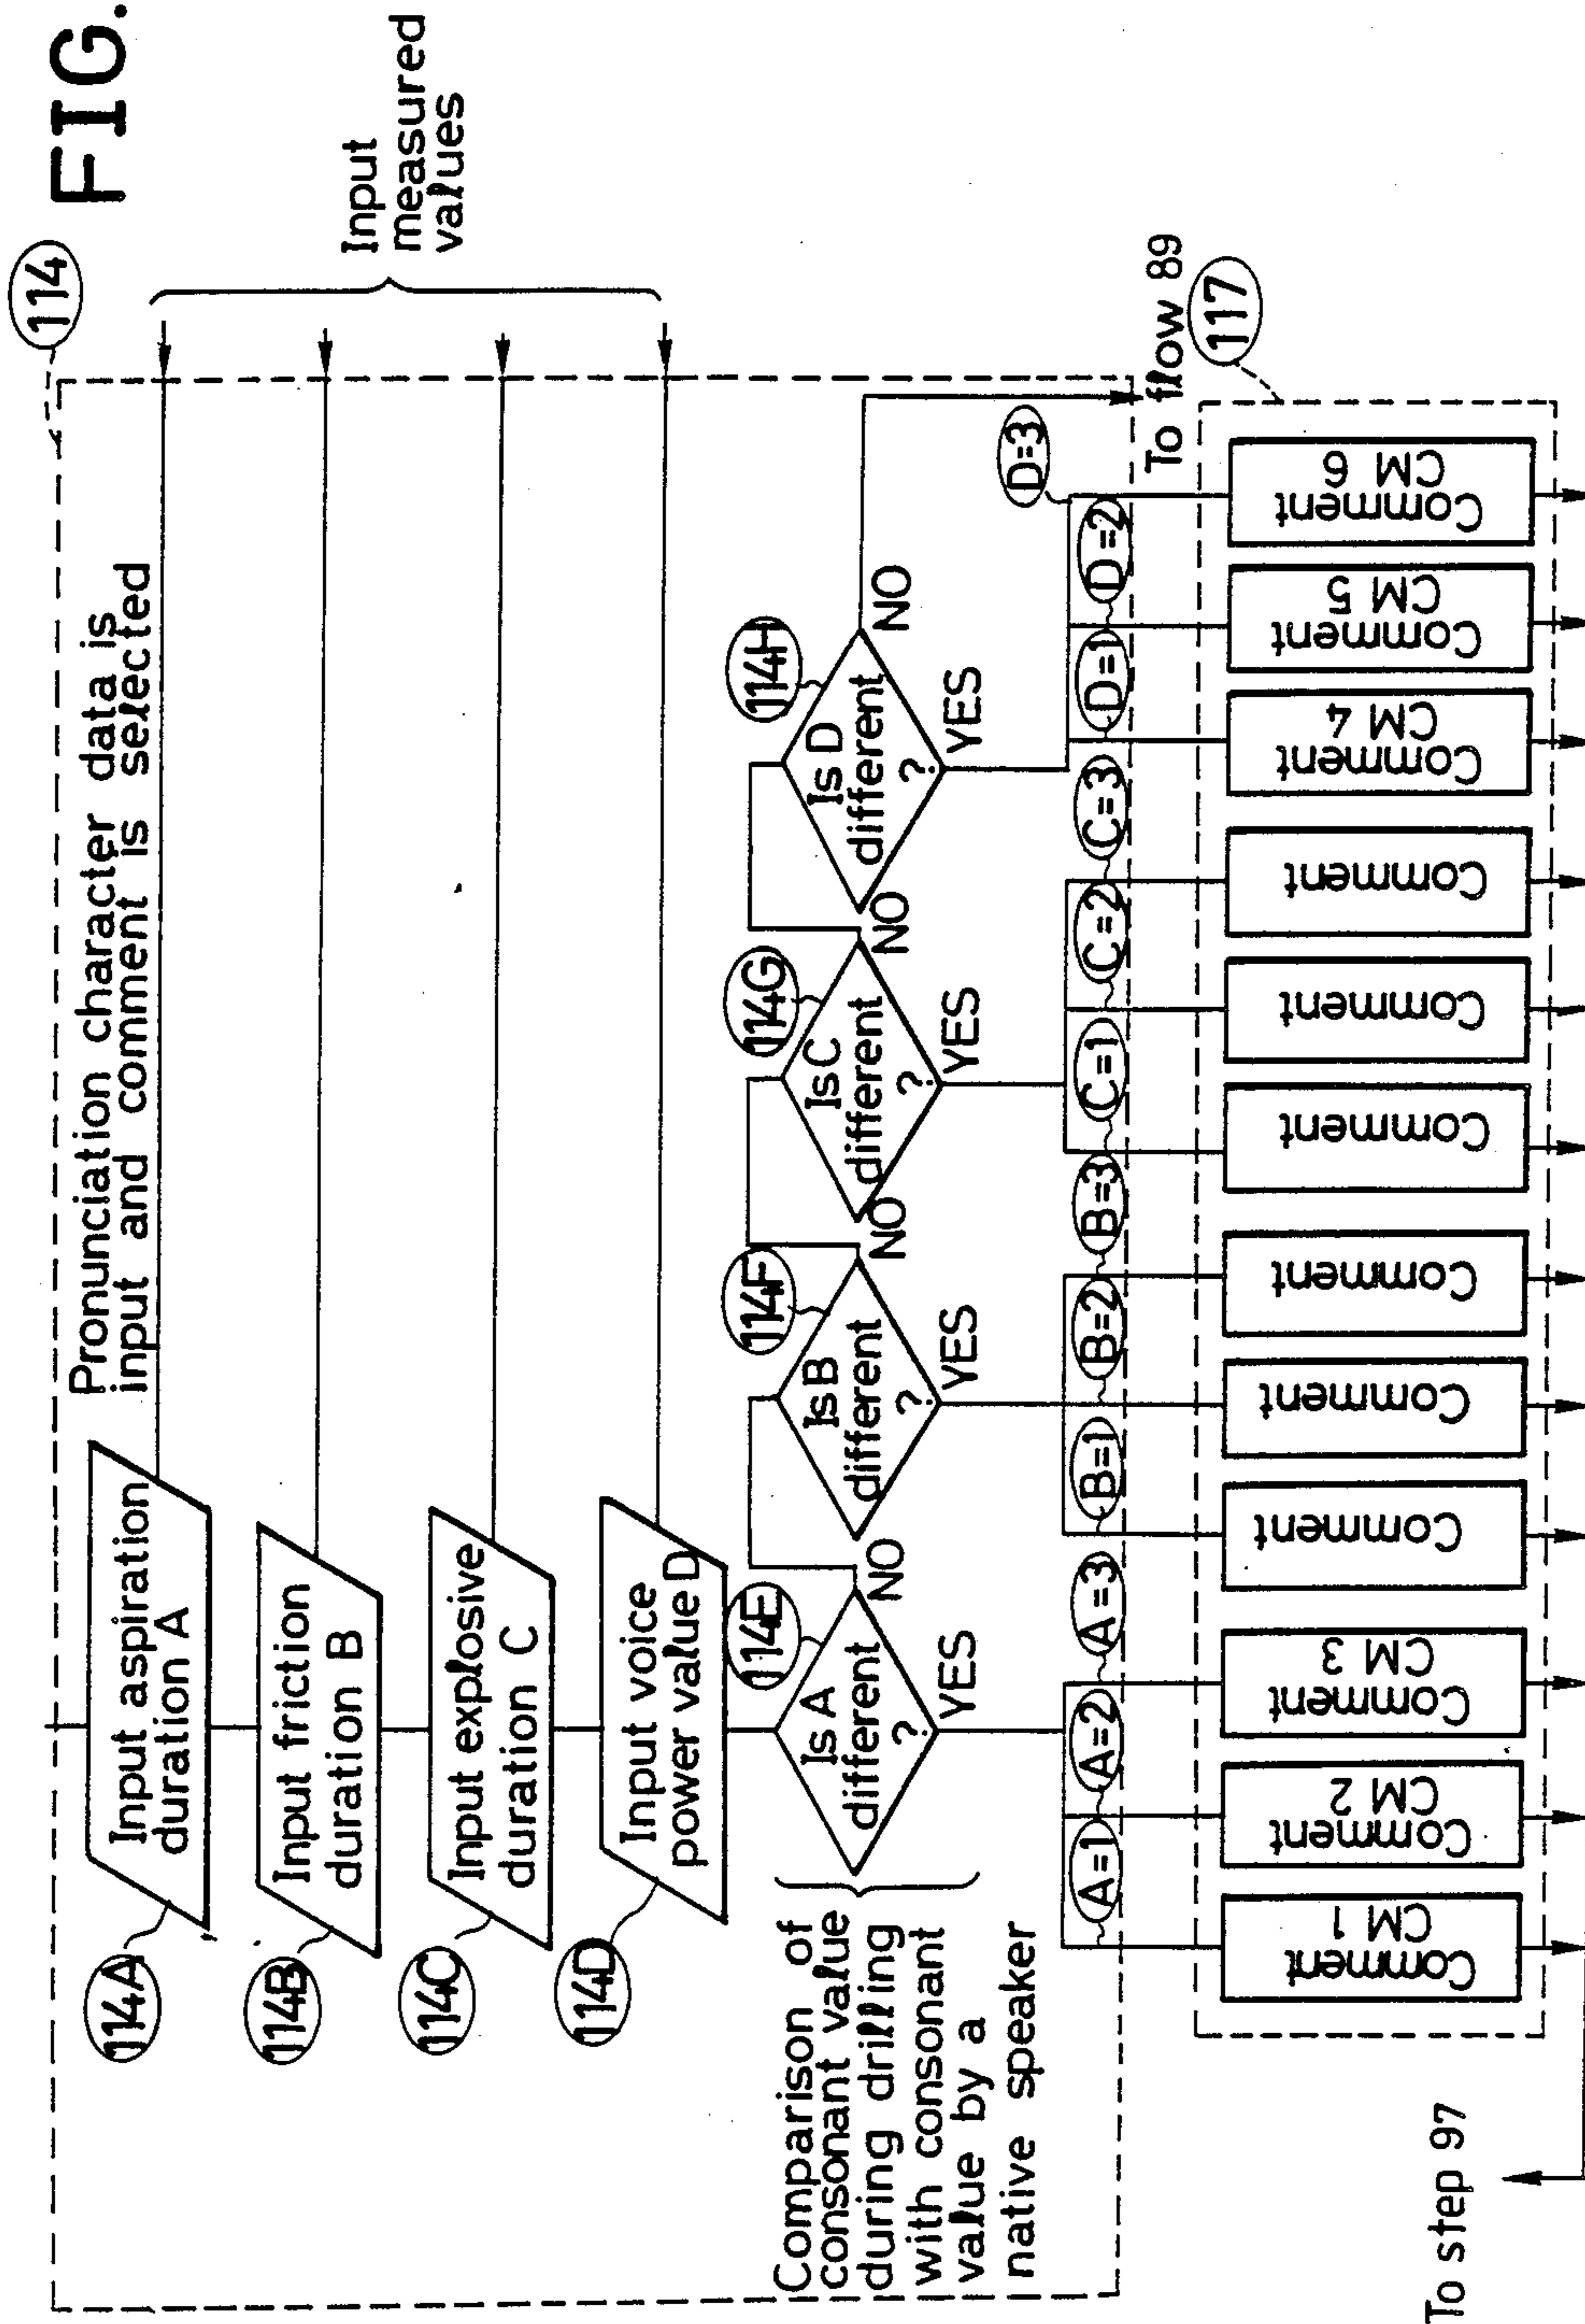 FIG.
114
Input
measured
values
Pronunciation character data is
input and comment is selected
114A
Input aspiration
duration A
114B
Input friction
duration B
114C
Input explosive
duration C
114D
Input voice
power value D
Comparison of
consonant value
during drilling
with consonant
value by a
native speaker
114E
Is A
different
?
NO
YES
114F
Is B
different
?
NO
YES
114G
Is C
different
?
NO
YES
114H
Is D
different
?
NO
YES
A=1
A=2
A=3
B=1
B=2
B=3
C=1
C=2
C=3
D=1
D=2
D=3
To flow 89
117
Comment
CM 1
Comment
CM 2
Comment
CM 3
Comment
Comment
Comment
Comment
Comment
Comment
Comment
CM 4
Comment
CM 5
Comment
CM 6
To step 97